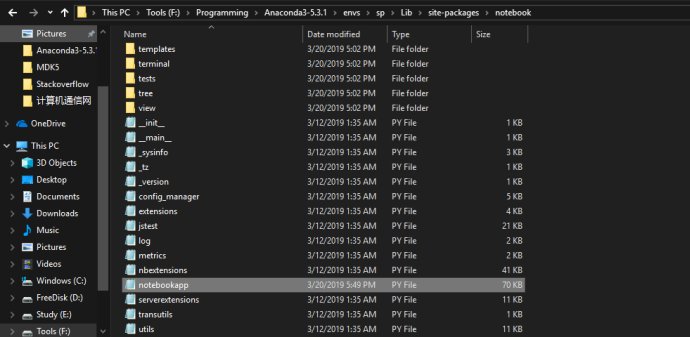 This PC > Tools (F:) > Programming > Anaconda3-5.3.1 > envs > sp > Lib > site-packages > notebook
Pictures
Anaconda3-5.3.1
MDK5
Stackoverflow
计算机通信网
OneDrive
This PC
3D Objects
Desktop
Documents
Downloads
Music
Pictures
Videos
Windows (C:)
FreeDisk (D:)
Study (E:)
Tools (F:)
Name Date modified Type Size
templates 3/20/2019 5:02 PM File folder
terminal 3/20/2019 5:02 PM File folder
tests 3/20/2019 5:02 PM File folder
tree 3/20/2019 5:02 PM File folder
view 3/20/2019 5:02 PM File folder
__init__ 3/12/2019 1:35 AM PY File 1 KB
__main__ 3/12/2019 1:35 AM PY File 1 KB
_sysinfo 3/12/2019 1:35 AM PY File 3 KB
_tz 3/12/2019 1:35 AM PY File 1 KB
_version 3/12/2019 1:35 AM PY File 1 KB
config_manager 3/12/2019 1:35 AM PY File 5 KB
extensions 3/12/2019 1:35 AM PY File 4 KB
jstest 3/12/2019 1:35 AM PY File 21 KB
log 3/12/2019 1:35 AM PY File 2 KB
metrics 3/12/2019 1:35 AM PY File 2 KB
nbextensions 3/12/2019 1:35 AM PY File 41 KB
notebookapp 3/20/2019 5:49 PM PY File 70 KB
serverextensions 3/12/2019 1:35 AM PY File 11 KB
transutils 3/12/2019 1:35 AM PY File 1 KB
utils 3/12/2019 1:35 AM PY File 11 KB